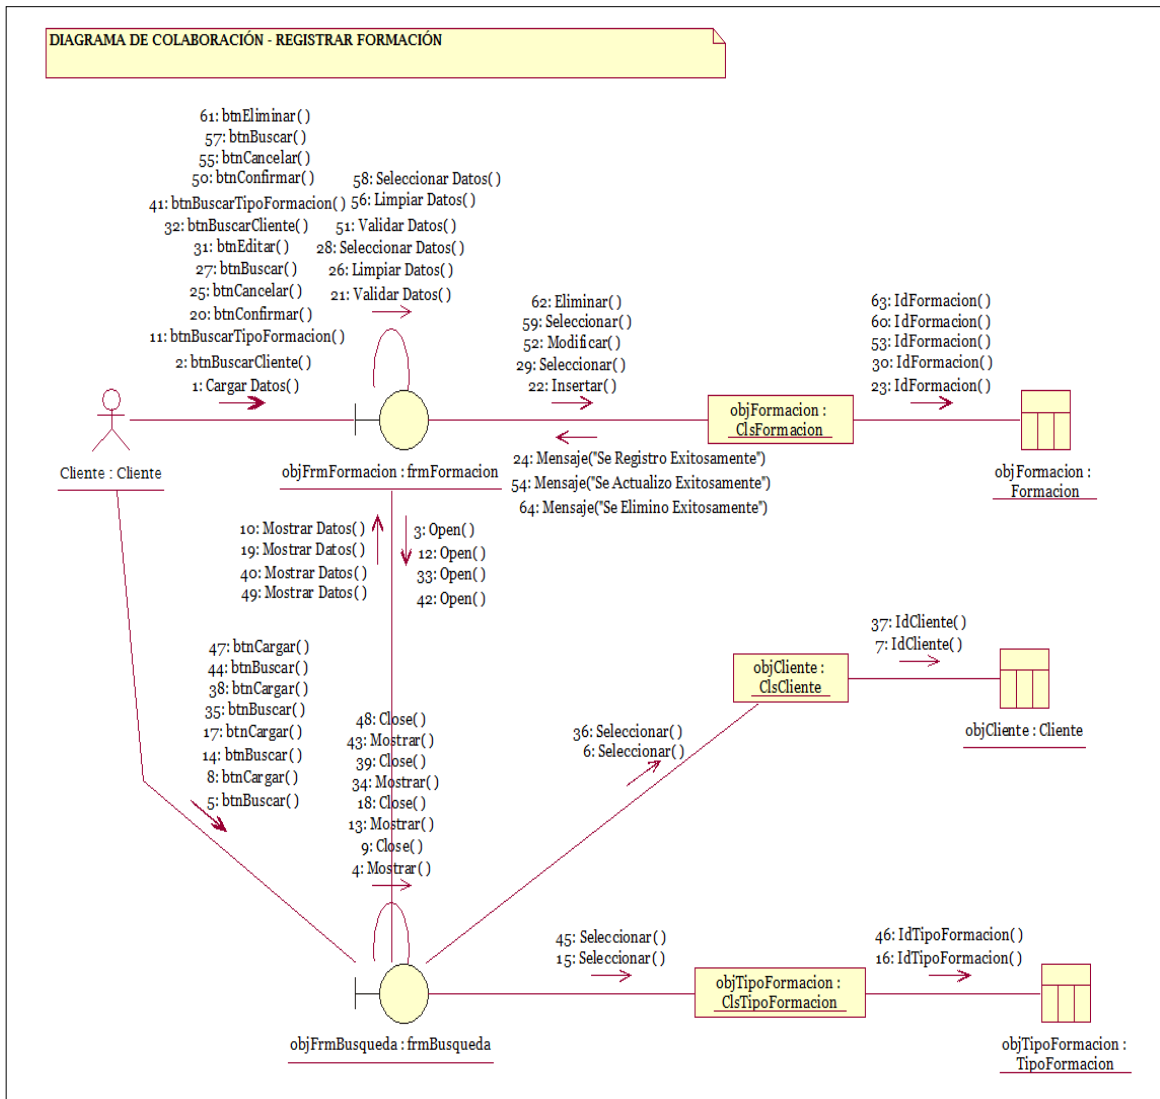 DIAGRAMA DE COLABORACIÓN - REGISTRAR FORMACIÓN
61: btnEliminar( )
57: btnBuscar( )
55: btnCancelar( )
50: btnConfirmar( )
41: btnBuscarTipoFormacion( )
32: btnBuscarCliente( )
31: btnEditar( )
27: btnBuscar( )
25: btnCancelar( )
20: btnConfirmar( )
11: btnBuscarTipoFormacion( )
2: btnBuscarCliente( )
1: Cargar Datos( )
58: Seleccionar Datos( )
56: Limpiar Datos( )
51: Validar Datos( )
28: Seleccionar Datos( )
26: Limpiar Datos( )
21: Validar Datos( )
62: Eliminar( )
59: Seleccionar( )
52: Modificar( )
29: Seleccionar( )
22: Insertar( )
63: IdFormacion( )
60: IdFormacion( )
53: IdFormacion( )
30: IdFormacion( )
23: IdFormacion( )
Cliente : Cliente
objFrmFormacion : frmFormacion
objFormacion :
ClsFormacion
objFormacion :
Formacion
24: Mensaje("Se Registro Exitosamente")
54: Mensaje("Se Actualizo Exitosamente")
64: Mensaje("Se Elimino Exitosamente")
10: Mostrar Datos( )
19: Mostrar Datos( )
40: Mostrar Datos( )
49: Mostrar Datos( )
3: Open( )
12: Open( )
33: Open( )
42: Open( )
47: btnCargar( )
44: btnBuscar( )
38: btnCargar( )
35: btnBuscar( )
17: btnCargar( )
14: btnBuscar( )
8: btnCargar( )
5: btnBuscar( )
48: Close( )
43: Mostrar( )
39: Close( )
34: Mostrar( )
18: Close( )
13: Mostrar( )
9: Close( )
4: Mostrar( )
36: Seleccionar( )
6: Seleccionar( )
objCliente :
ClsCliente
37: IdCliente( )
7: IdCliente( )
objCliente : Cliente
45: Seleccionar( )
15: Seleccionar( )
objTipoFormacion :
ClsTipoFormacion
46: IdTipoFormacion( )
16: IdTipoFormacion( )
objTipoFormacion :
TipoFormacion
objFrmBusqueda : frmBusqueda